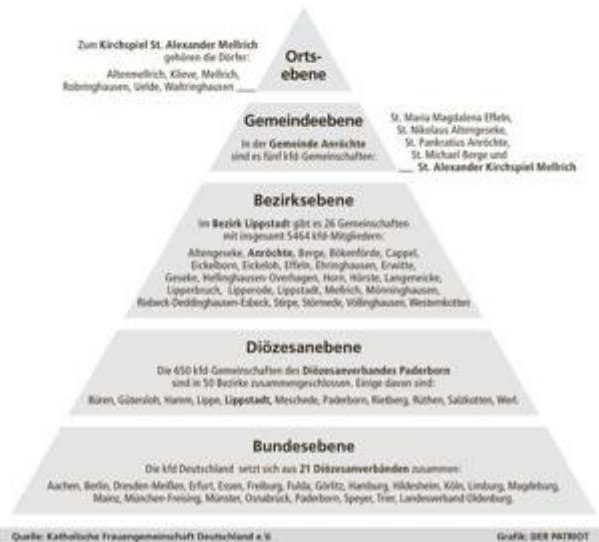 Orts-
ebene
Zum Kirchspiel St. Alexander Mellrich
gehören die Dörfer:
Altenmellrich, Klieve, Mellrich,
Robringhausen, Uelde, Waltringhausen
Gemeindeebene
In der Gemeinde Anröchte
sind es fünf kfd-Gemeinschaften:
St. Maria Magdalena Effeln,
St. Nikolaus Altengeseke,
St. Pankratius Anröchte,
St. Michael Berge und
St. Alexander Kirchspiel Mellrich
Bezirksebene
Im Bezirk Lippstadt gibt es 26 Gemeinschaften
mit insgesamt 5464 kfd-Mitgliedern:
Altengeseke, Anröchte, Berge, Bökenförde, Cappel,
Eickelborn, Eickeloh, Effeln, Ehringhausen, Erwitte,
Geseke, Hellinghausen-Overhagen, Horn, Hörste, Langeneicke,
Lipperbruch, Lipperode, Lippstadt, Mellrich, Mönninghausen,
Rixbeck-Dedinghausen-Esbeck, Stirpe, Störmede, Völlinghausen, Westernkotten
Diözesanebene
Die 650 kfd-Gemeinschaften des Diözesanverbandes Paderborn
sind in 50 Bezirke zusammengeschlossen. Einige davon sind:
Büren, Gütersloh, Hamm, Lippe, Lippstadt, Meschede, Paderborn, Rietberg, Rüthen, Salzkotten, Werl.
Bundesebene
Die kfd Deutschland setzt sich aus 21 Diözesanverbänden zusammen:
Aachen, Berlin, Dresden-Meißen, Erfurt, Essen, Freiburg, Fulda, Görlitz, Hamburg, Hildesheim, Köln, Limburg, Magdeburg,
Mainz, München-Freising, Münster, Osnabrück, Paderborn, Speyer, Trier, Landesverband Oldenburg.
Quelle: Katholische Frauengemeinschaft Deutschland e.V.
Grafik: DER PATRIOT